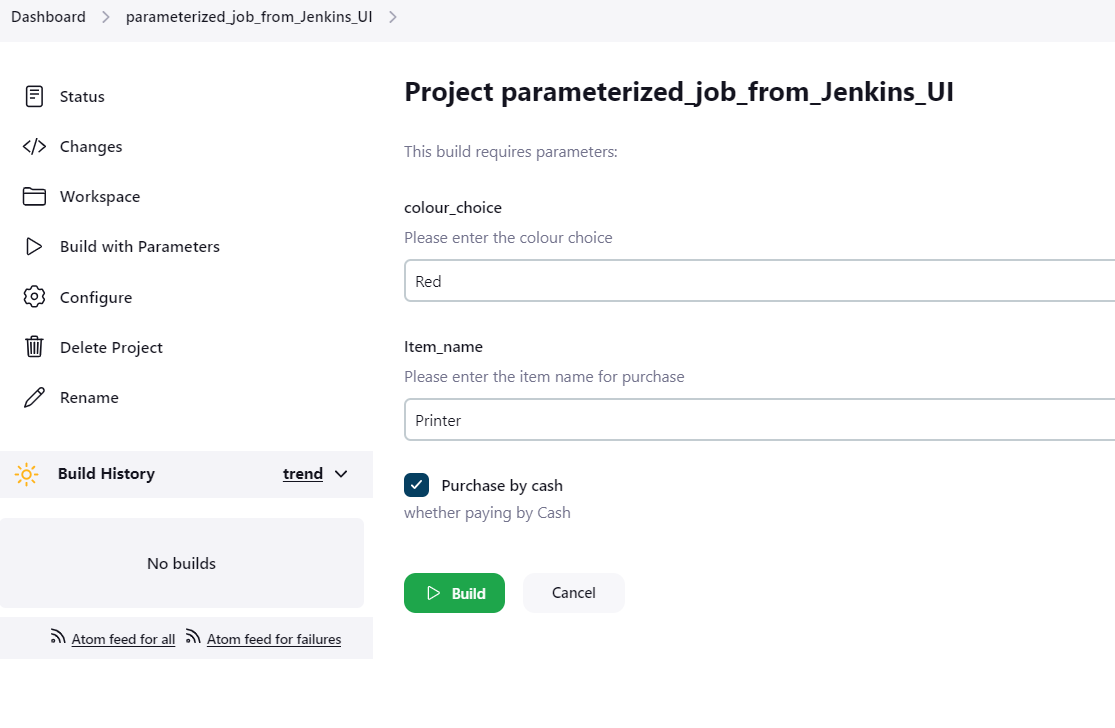 Dashboard parameterized_job_from_Jenkins_UI
Status
Changes
Workspace
Build with Parameters
Configure
Delete Project
Rename
Build History trend
No builds
Atom feed for all Atom feed for failures
Project parameterized_job_from_Jenkins_UI
This build requires parameters:
colour_choice
Please enter the colour choice
Red
Item_name
Please enter the item name for purchase
Printer
Purchase by cash
whether paying by Cash
Build Cancel